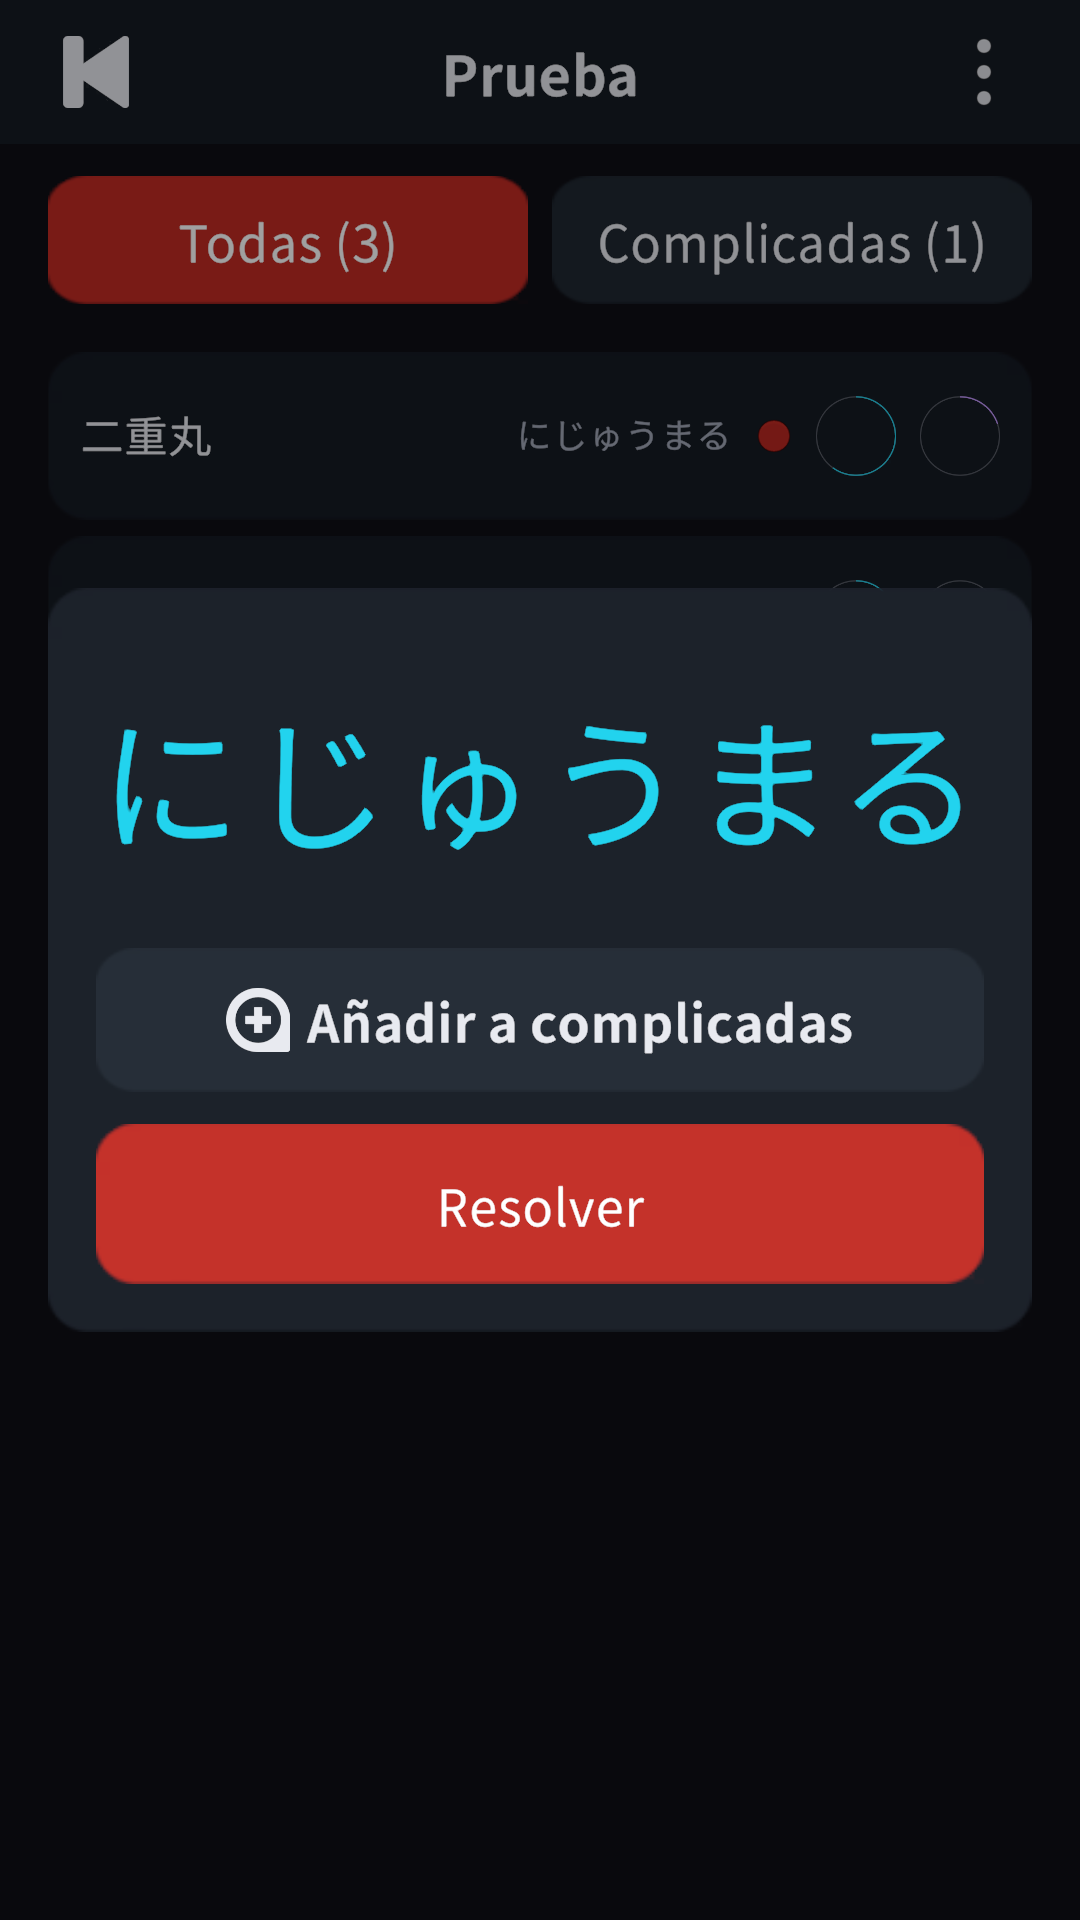 Prueba
Todas (3)
Complicadas (1)
二重丸
にじゅうまる
にじゅうまる
Añadir a complicadas
Resolver